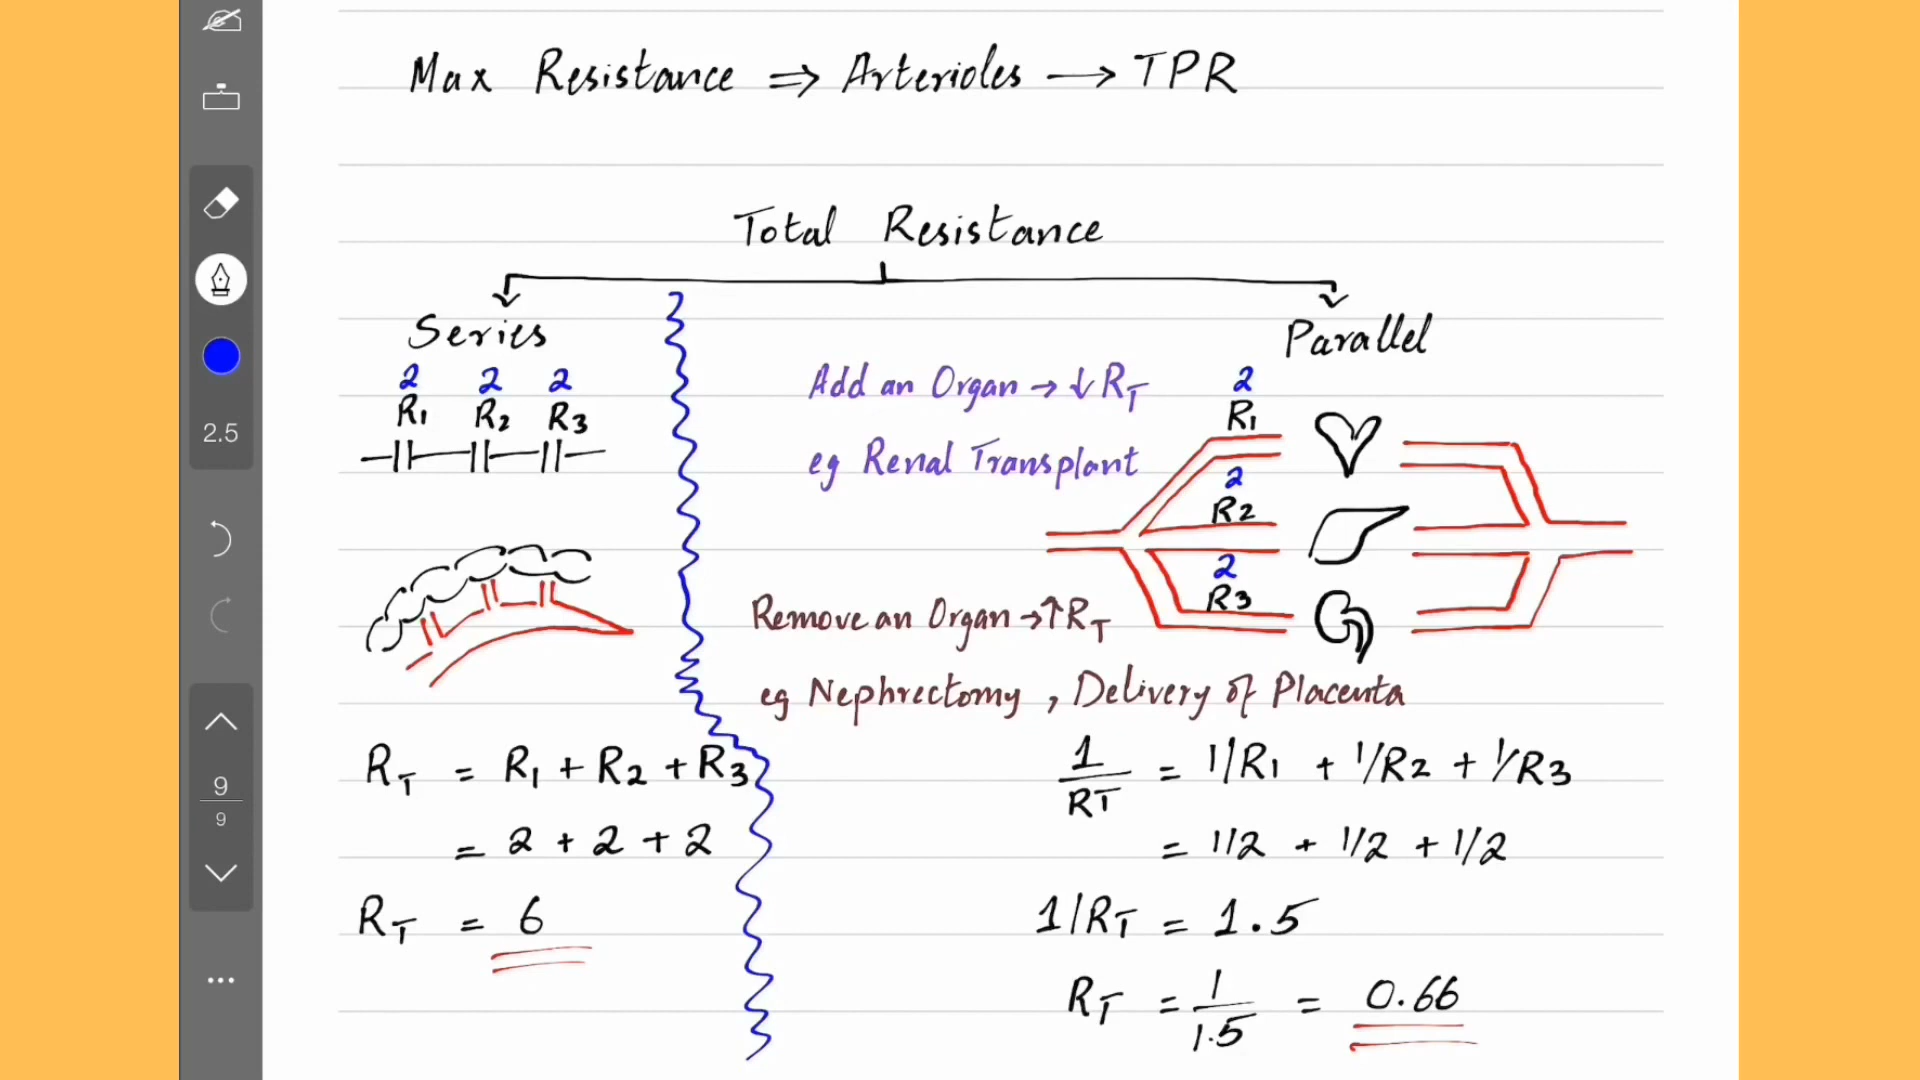 Max Resistance ⇒ Arterioles → TPR
Total Resistance
Series
2 2 2
R1 R2 R3
Parallel
Add an Organ → ↓ RT
eg Renal Transplant
2
R1
2
R2
2
R3
Remove an Organ → ↑ RT
eg Nephrectomy , Delivery of Placenta
RT = R1 + R2 + R3
= 2 + 2 + 2
RT = 6
1/RT = 1/R1 + 1/R2 + 1/R3
= 1/2 + 1/2 + 1/2
1/RT = 1.5
RT = 1/1.5 = 0.66
2.5
9
9